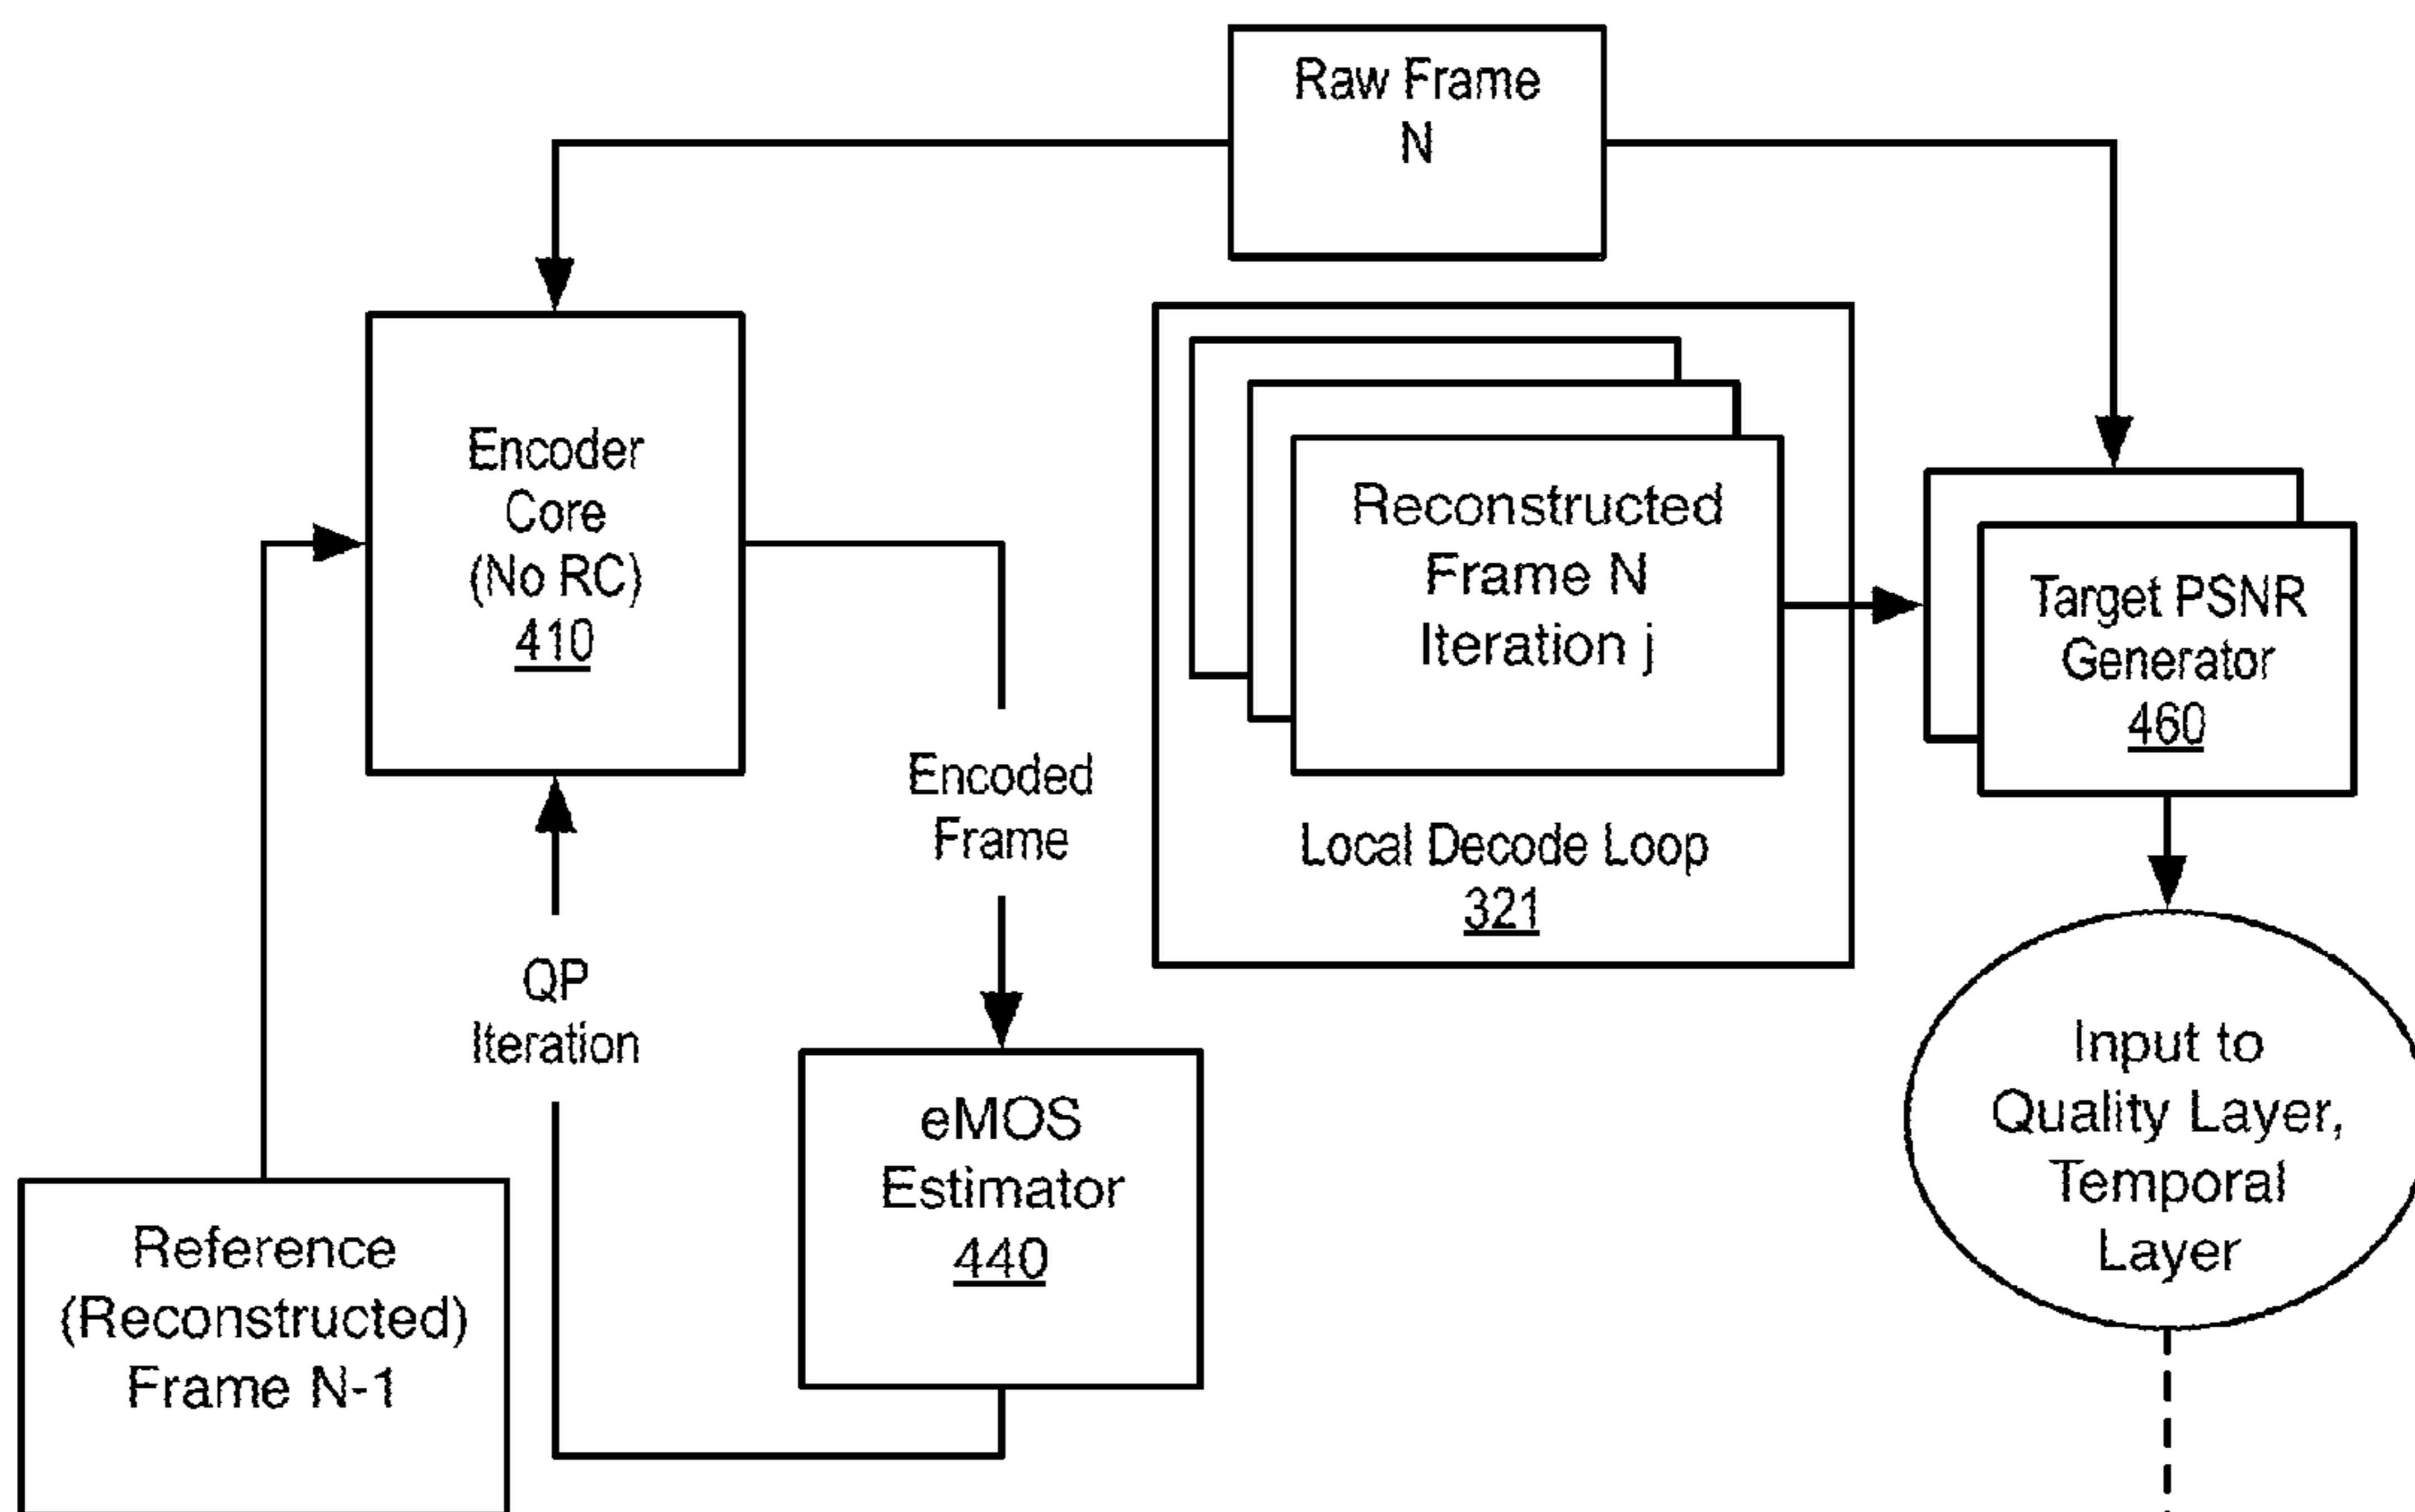 Raw Frame
N
Encoder
Core
(No RC)
410
Reconstructed
Frame N
Iteration j
Target PSNR
Generator
460
Encoded
Frame
Local Decode Loop
321
QP
Iteration
eMOS
Estimator
440
Input to
Quality Layer,
Temporal
Layer
Reference
(Reconstructed)
Frame N-1